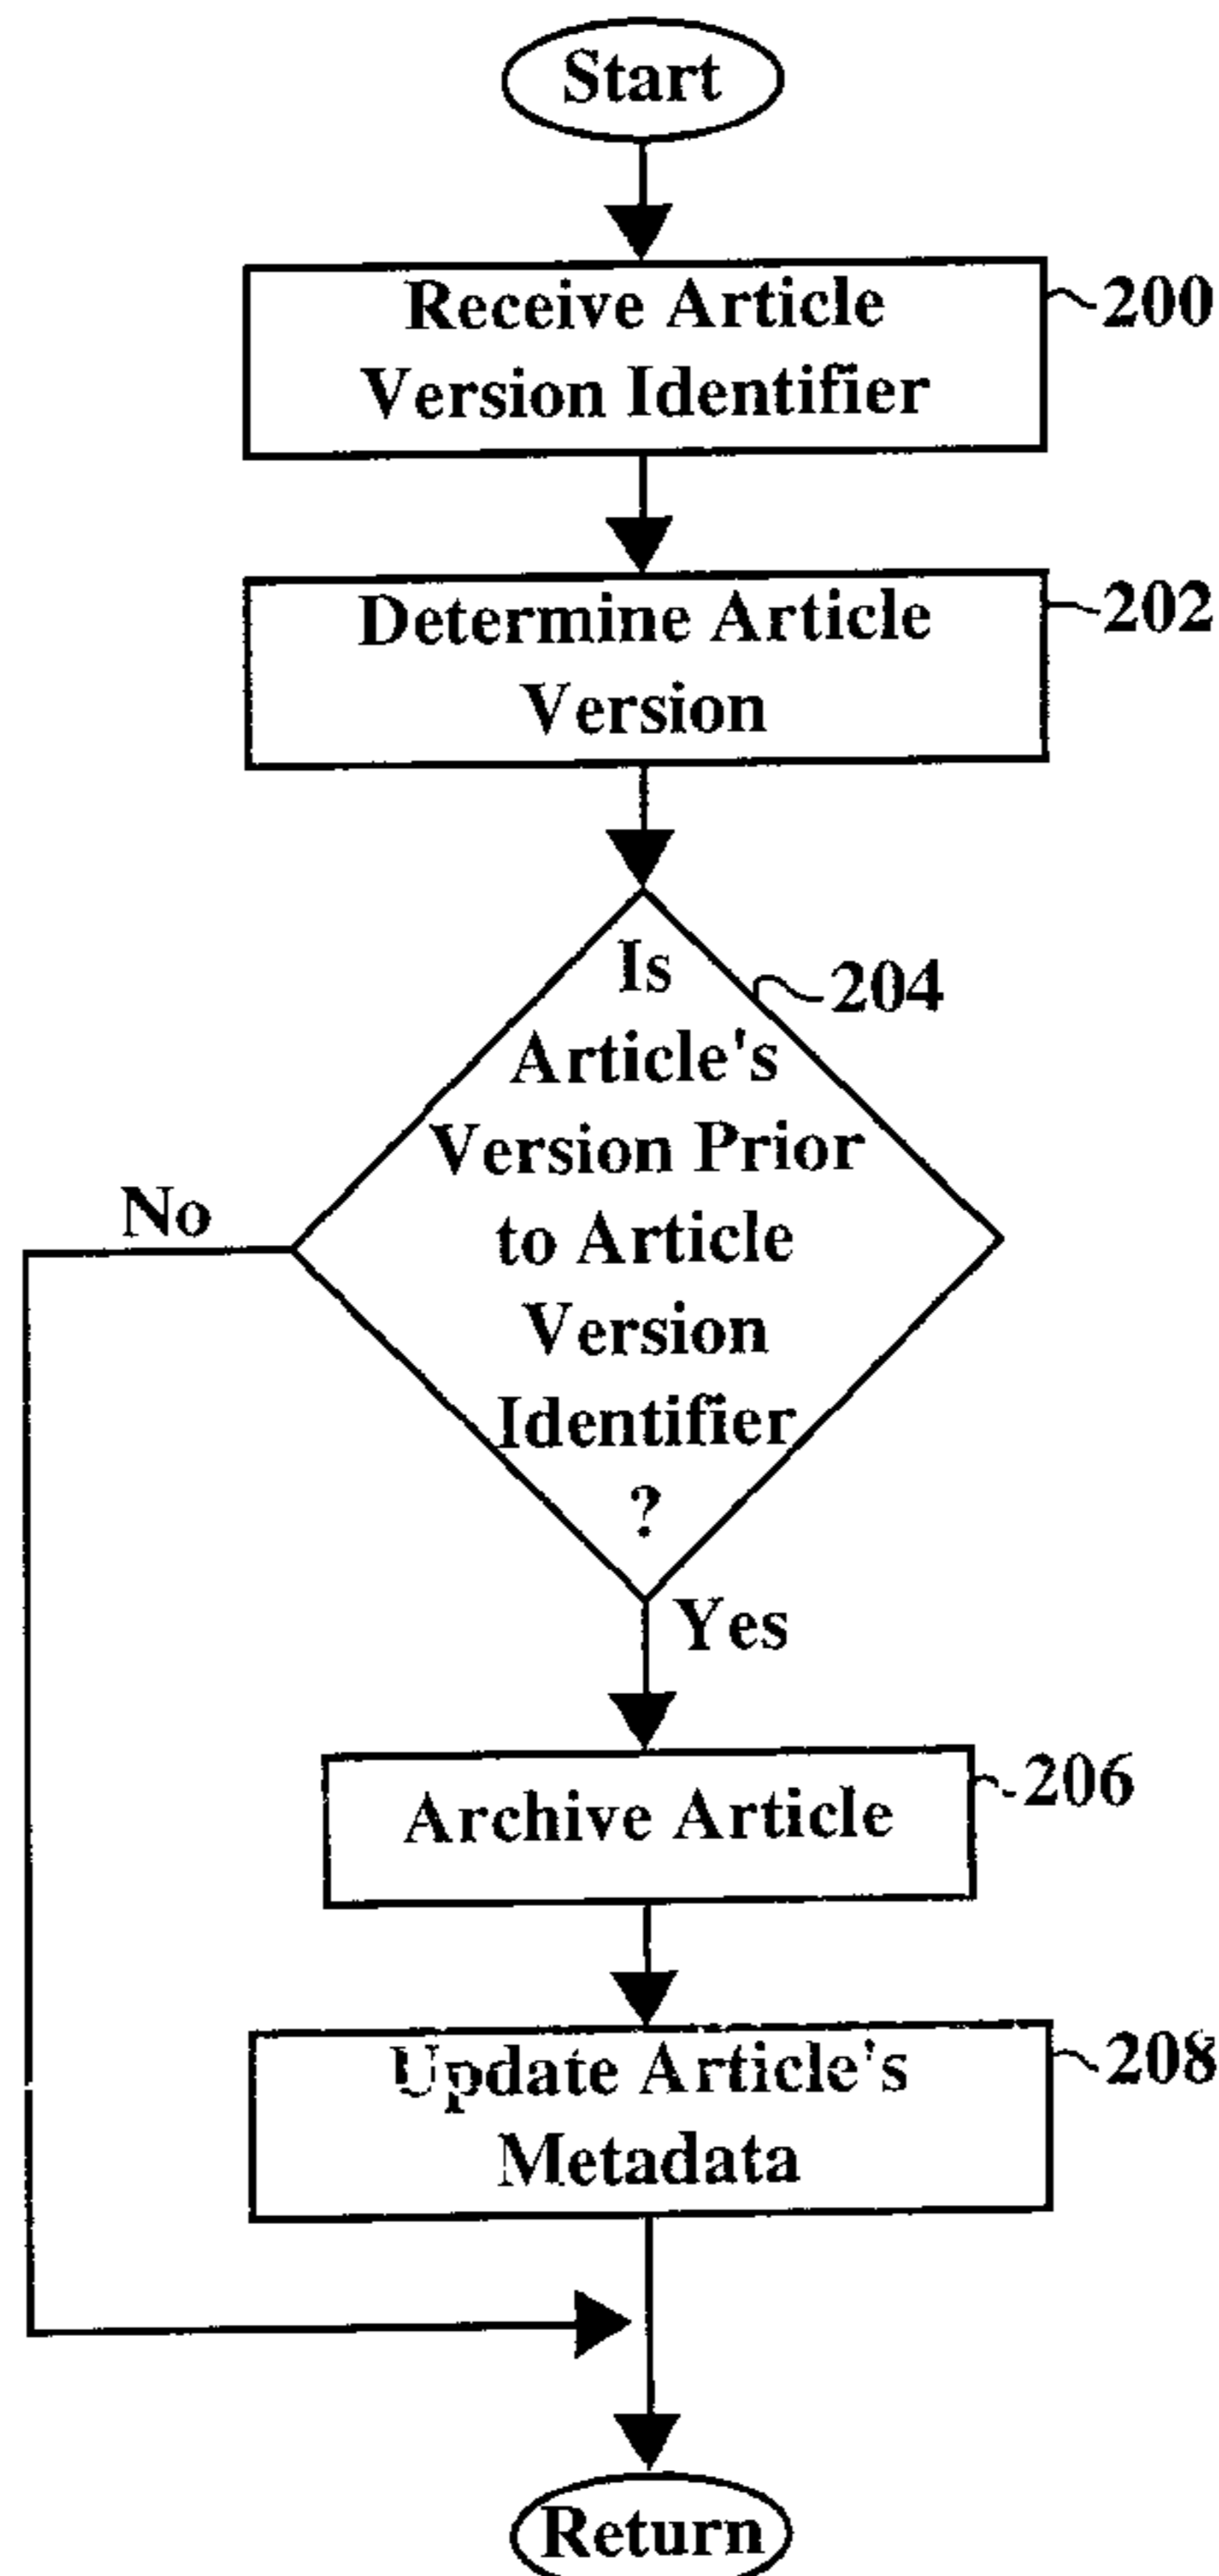 Start
Receive Article
Version Identifier
200
Determine Article
Version
202
Is
Article's
Version Prior
to Article
Version
Identifier
?
204
No
Yes
Archive Article
206
Update Article's
Metadata
208
Return